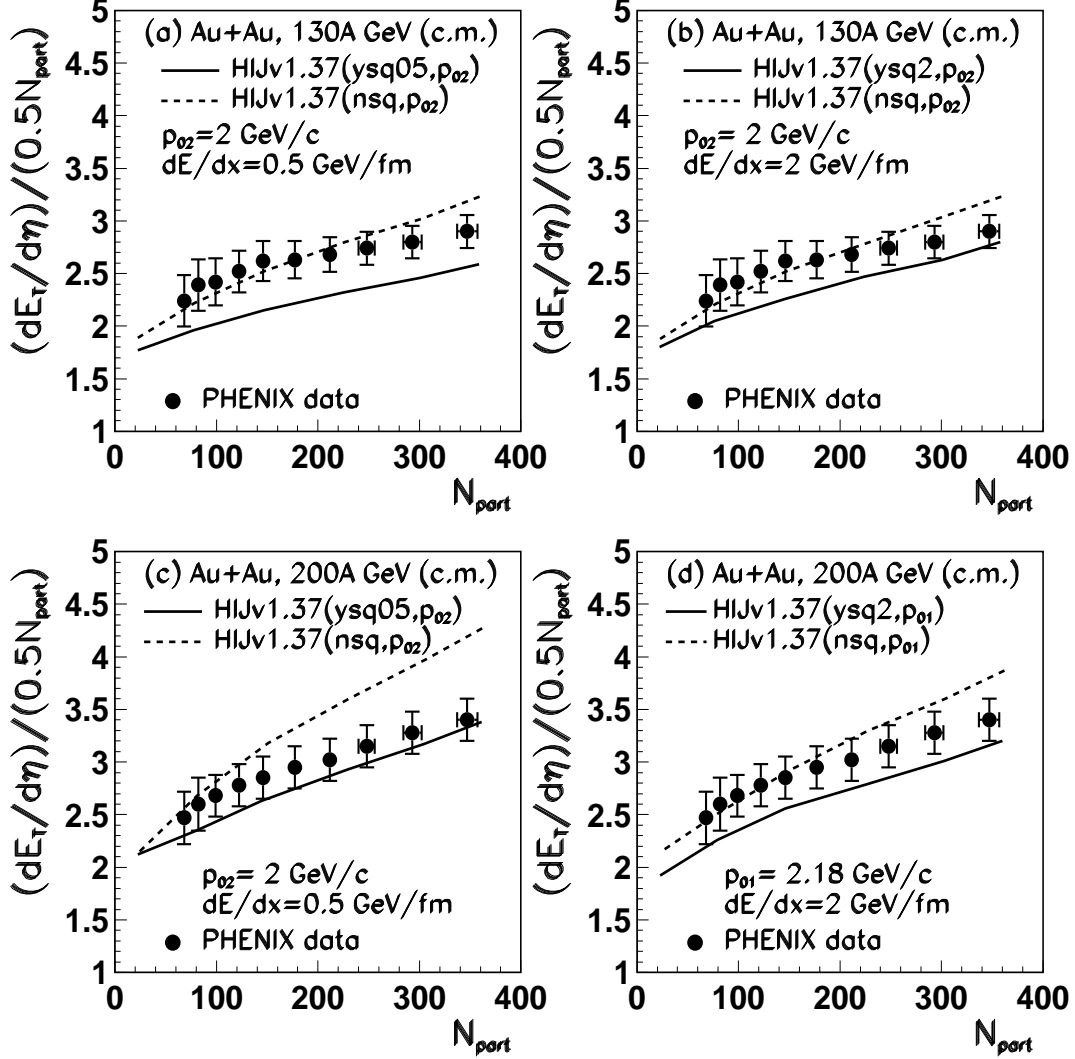 (a) Au+Au, 130A GeV (c.m.)
HIJv1.37(ysq05,p02)
HIJv1.37(nsq,p02)
p02=2 GeV/c
dE/dx=0.5 GeV/fm
PHENIX data
(dET/dη)/(0.5Npart)
5
4.5
4
3.5
3
2.5
2
1.5
1
0 100 200 300 400
Npart
(b) Au+Au, 130A GeV (c.m.)
HIJv1.37(ysq2,p02)
HIJv1.37(nsq,p02)
p02=2 GeV/c
dE/dx=2 GeV/fm
PHENIX data
(dET/dη)/(0.5Npart)
5
4.5
4
3.5
3
2.5
2
1.5
1
0 100 200 300 400
Npart
(c) Au+Au, 200A GeV (c.m.)
HIJv1.37(ysq05,p02)
HIJv1.37(nsq,p02)
p02= 2 GeV/c
dE/dx=0.5 GeV/fm
PHENIX data
(dET/dη)/(0.5Npart)
5
4.5
4
3.5
3
2.5
2
1.5
1
0 100 200 300 400
Npart
(d) Au+Au, 200A GeV (c.m.)
HIJv1.37(ysq2,p01)
HIJv1.37(nsq,p01)
p01= 2.18 GeV/c
dE/dx=2 GeV/fm
PHENIX data
(dET/dη)/(0.5Npart)
5
4.5
4
3.5
3
2.5
2
1.5
1
0 100 200 300 400
Npart